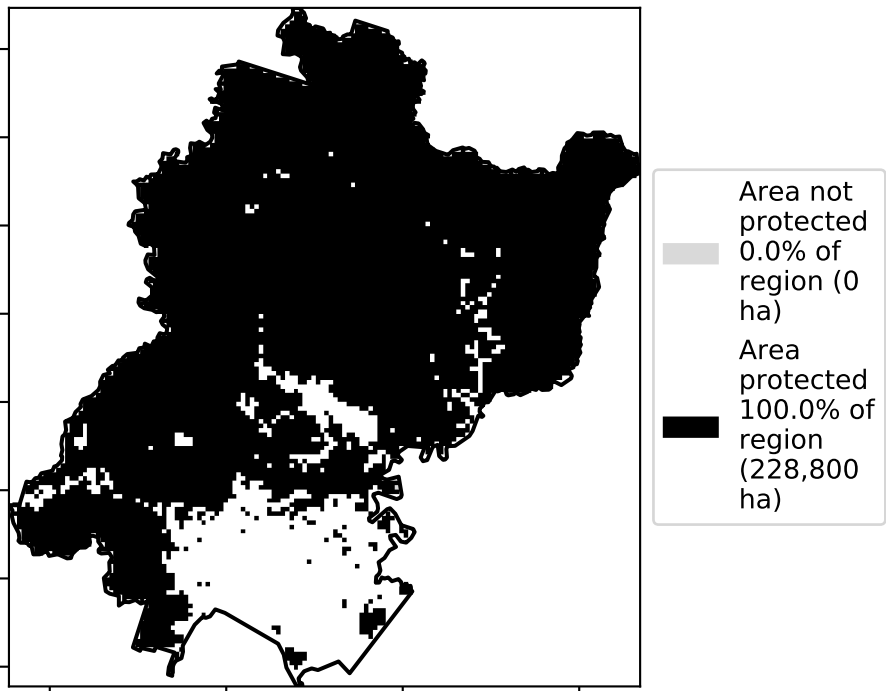 Area not
protected
0.0% of
region (0
ha)
Area
protected
100.0% of
region
(228,800
ha)